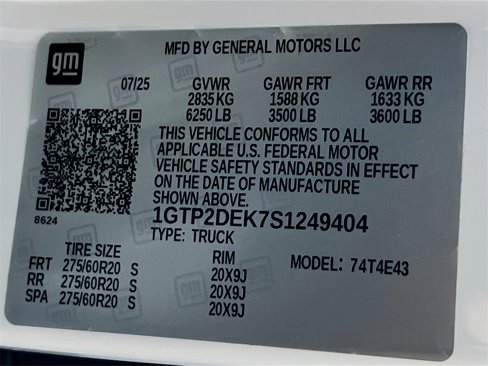 gm
MFD BY GENERAL MOTORS LLC
07/25 GVWR GAWR FRT GAWR RR
2835 KG 1588 KG 1633 KG
6250 LB 3500 LB 3600 LB
THIS VEHICLE CONFORMS TO ALL
APPLICABLE U.S. FEDERAL MOTOR
VEHICLE SAFETY STANDARDS IN EFFECT
ON THE DATE OF MANUFACTURE
SHOWN ABOVE.
8624
1GTP2DEK7S1249404
TYPE: TRUCK
TIRE SIZE RIM MODEL: 74T4E43
FRT 275/60R20 S 20X9J
RR 275/60R20 S 20X9J
SPA 275/60R20 S 20X9J